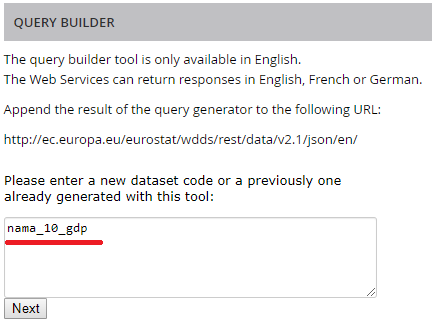 QUERY BUILDER
The query builder tool is only available in English.
The Web Services can return responses in English, French or German.
Append the result of the query generator to the following URL:
http://ec.europa.eu/eurostat/wdds/rest/data/v2.1/json/en/
Please enter a new dataset code or a previously one
already generated with this tool:
nama_10_gdp
Next